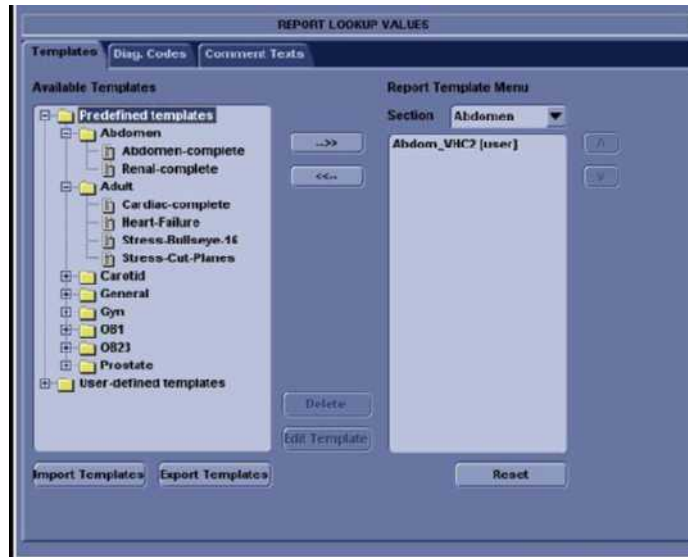 REPORT LOOKUP VALUES
Templates Diag. Codes Comment Texts
Available Templates
Predefined templates
Abdomen
Abdomen-complete
Renal-complete
Adult
Cardiac-complete
Heart-Failure
Stress-Bullseye-16
Stress-Cut-Planes
Carotid
General
Gyn
OB1
OB23
Prostate
User-defined templates
Import Templates Export Templates
-->>
<<--
Delete
Edit Template
Report Template Menu
Section Abdomen
Abdom_VHC2 [user]
Reset